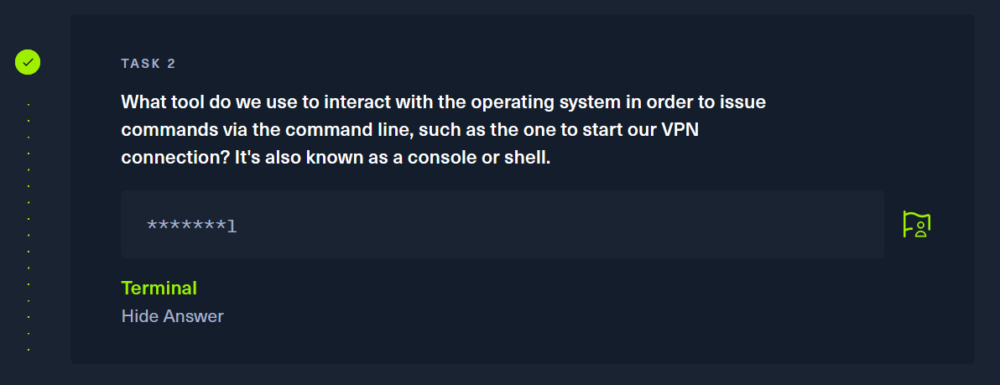 TASK 2
What tool do we use to interact with the operating system in order to issue
commands via the command line, such as the one to start our VPN
connection? It's also known as a console or shell.
*******l
Terminal
Hide Answer